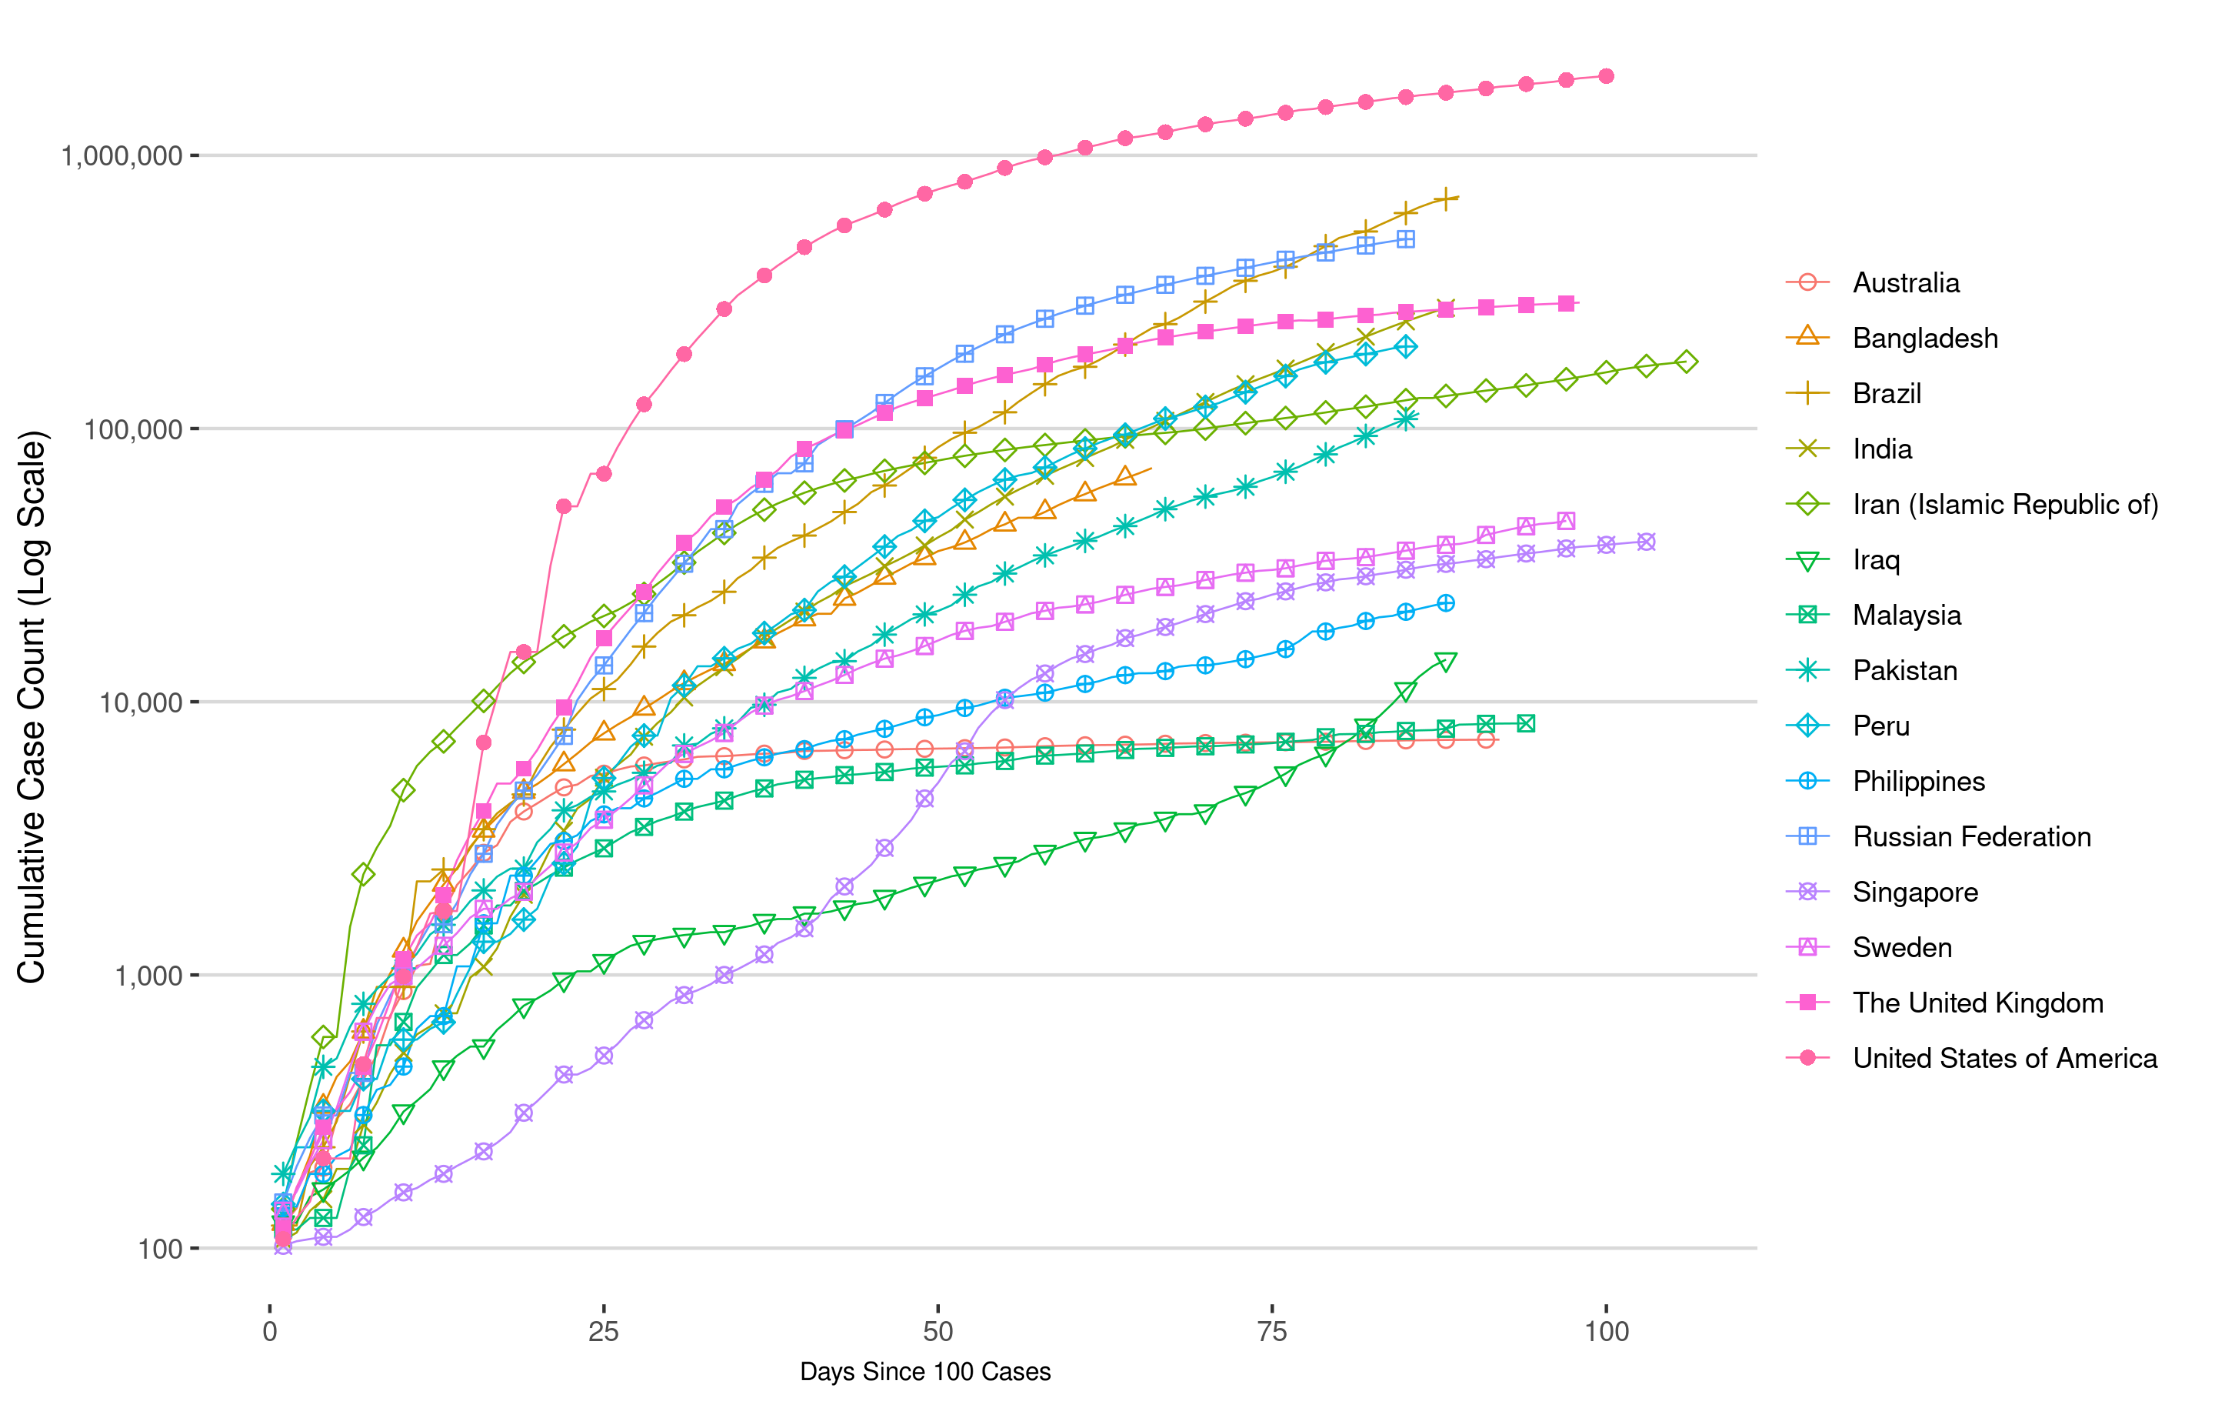 Cumulative Case Count (Log Scale)
1,000,000
100,000
10,000
1,000
100
0 25 50 75 100
Days Since 100 Cases
Australia
Bangladesh
Brazil
India
Iran (Islamic Republic of)
Iraq
Malaysia
Pakistan
Peru
Philippines
Russian Federation
Singapore
Sweden
The United Kingdom
United States of America